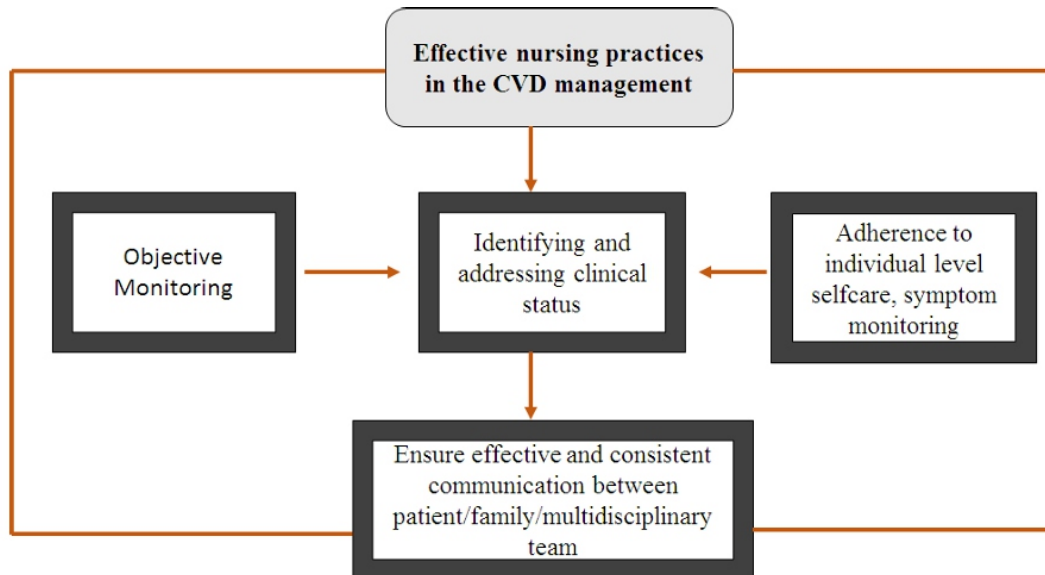 Effective nursing practices
in the CVD management
Objective
Monitoring
Identifying and
addressing clinical
status
Adherence to
individual level
selfcare, symptom
monitoring
Ensure effective and consistent
communication between
patient/family/multidisciplinary
team